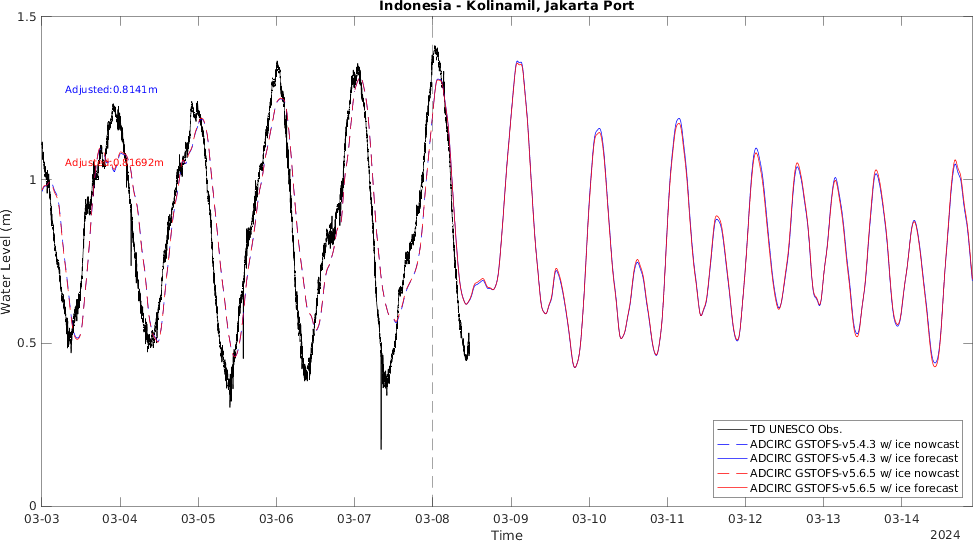 Indonesia - Kolinamil, Jakarta Port
1.5
Adjusted:0.8141m
Adjusted:0.81692m
1
Water Level (m)
0.5
TD UNESCO Obs.
ADCIRC GSTOFS-v5.4.3 w/ ice nowcast
ADCIRC GSTOFS-v5.4.3 w/ ice forecast
ADCIRC GSTOFS-v5.6.5 w/ ice nowcast
ADCIRC GSTOFS-v5.6.5 w/ ice forecast
0
03-03 03-04 03-05 03-06 03-07 03-08 03-09 03-10 03-11 03-12 03-13 03-14
Time
2024